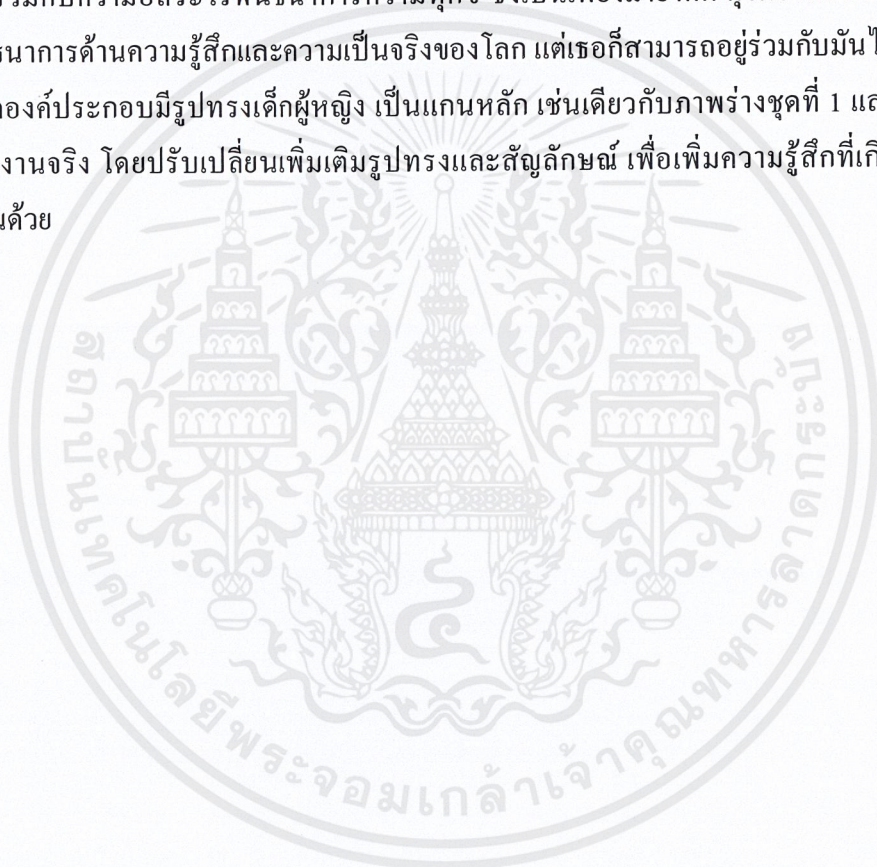 ธนาการด้านความรู้สึกและความเป็นจริงของโลก แต่เธอก็สามารถอยู่ร่วมกับมันไ
องค์ประกอบมีรูปทรงเด็กผู้หญิง เป็นแกนหลัก เช่นเดียวกับภาพร่างชุดที่ 1 แล
งานจริง โดยปรับเปลี่ยนเพิ่มเติมรูปทรงและสัญลักษณ์ เพื่อเพิ่มความรู้สึกที่เกิ
นด้วย
สถาบันเทคโนโลยีพระจอมเกล้าเจ้าคุณทหารลาดกระบัง
๔